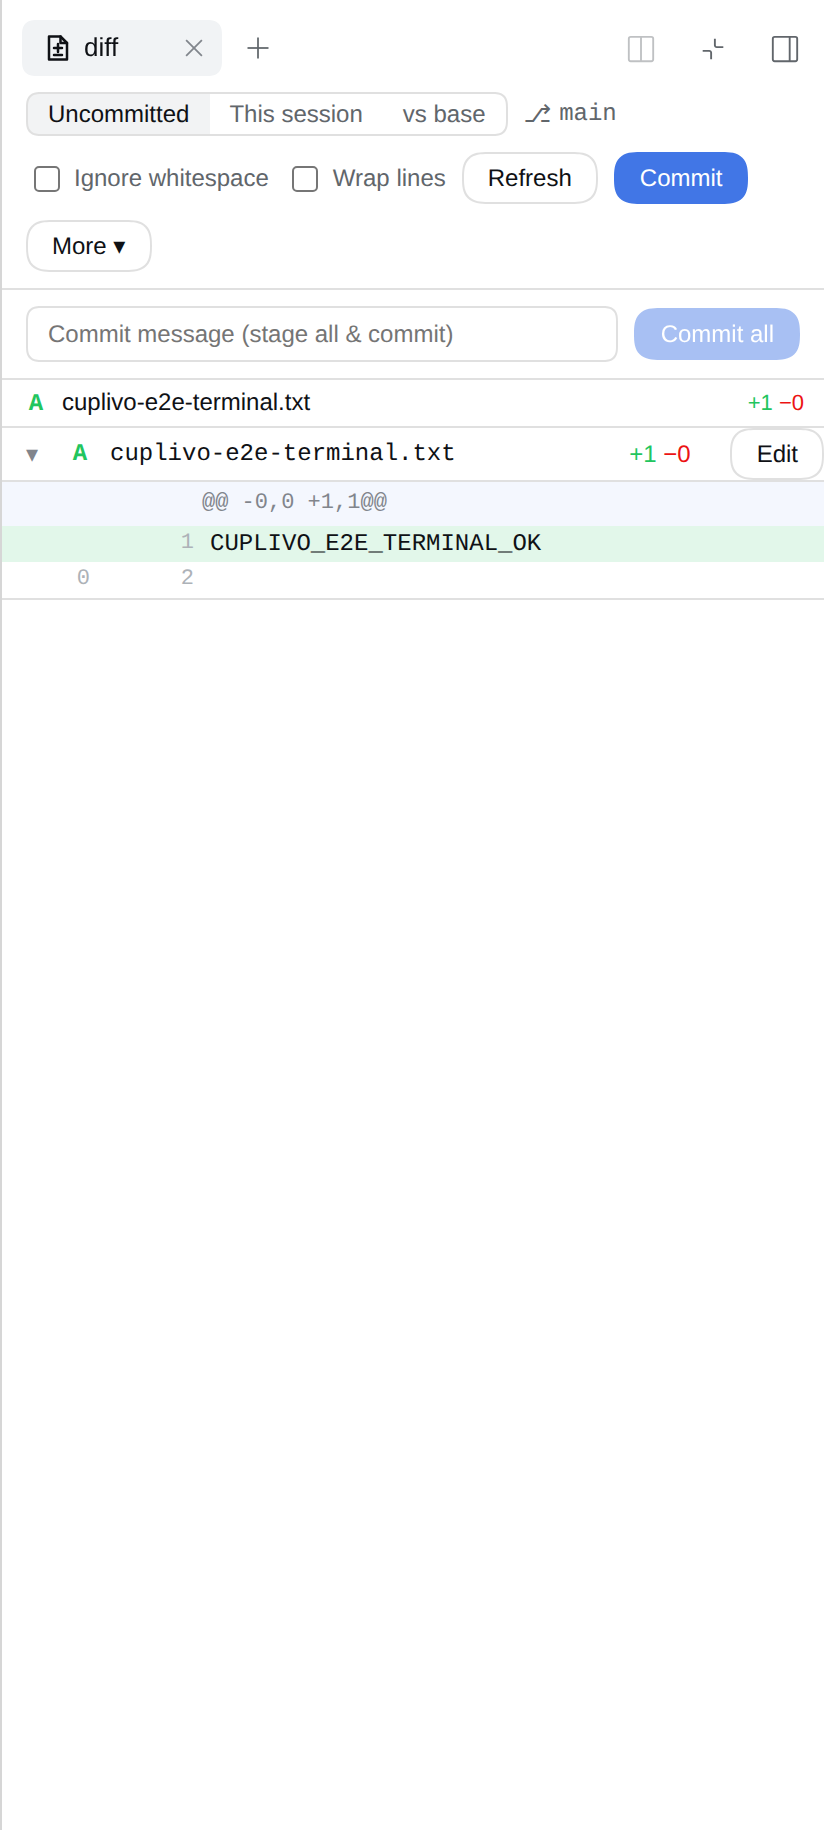 diff
Uncommitted This session vs base ⎇ main
Ignore whitespace Wrap lines Refresh Commit
More ▾
Commit message (stage all & commit) Commit all
A cuplivo-e2e-terminal.txt +1 −0
▾ A cuplivo-e2e-terminal.txt +1 −0 Edit
@@ -0,0 +1,1@@
1 CUPLIVO_E2E_TERMINAL_OK
0 2